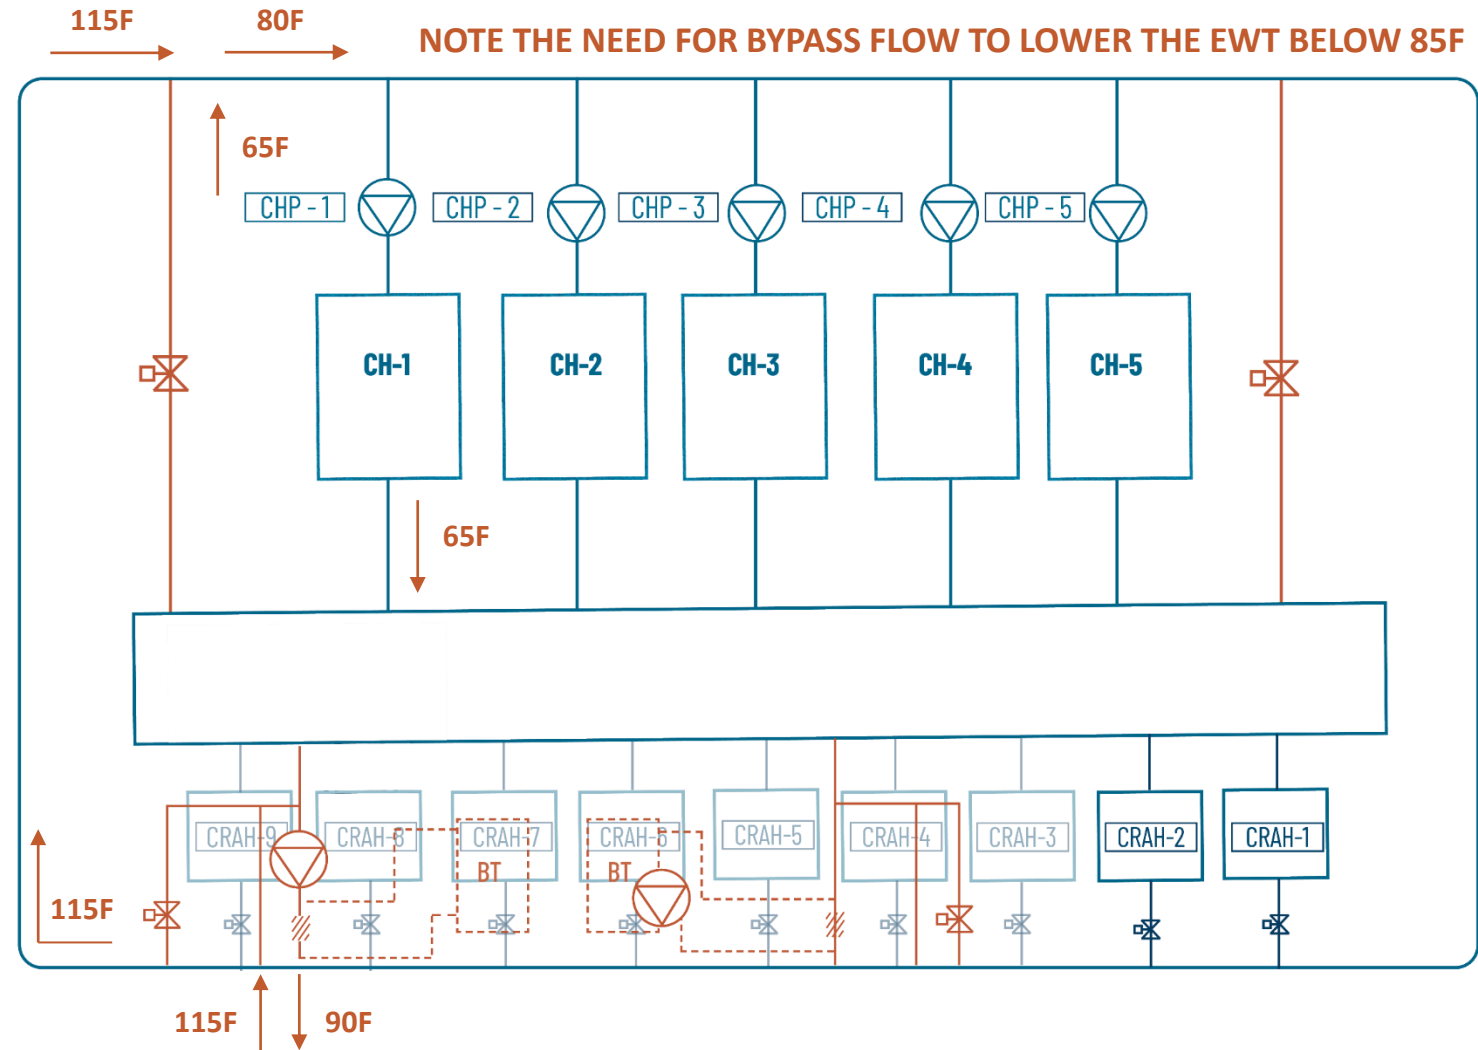 115F
80F
NOTE THE NEED FOR BYPASS FLOW TO LOWER THE EWT BELOW 85F
65F
CHP - 1
CHP - 2
CHP - 3
CHP - 4
CHP - 5
CH-1
CH-2
CH-3
CH-4
CH-5
65F
CRAH-9
CRAH-8
CRAH-7
CRAH-6
CRAH-5
CRAH-4
CRAH-3
CRAH-2
CRAH-1
BT
BT
115F
115F
90F